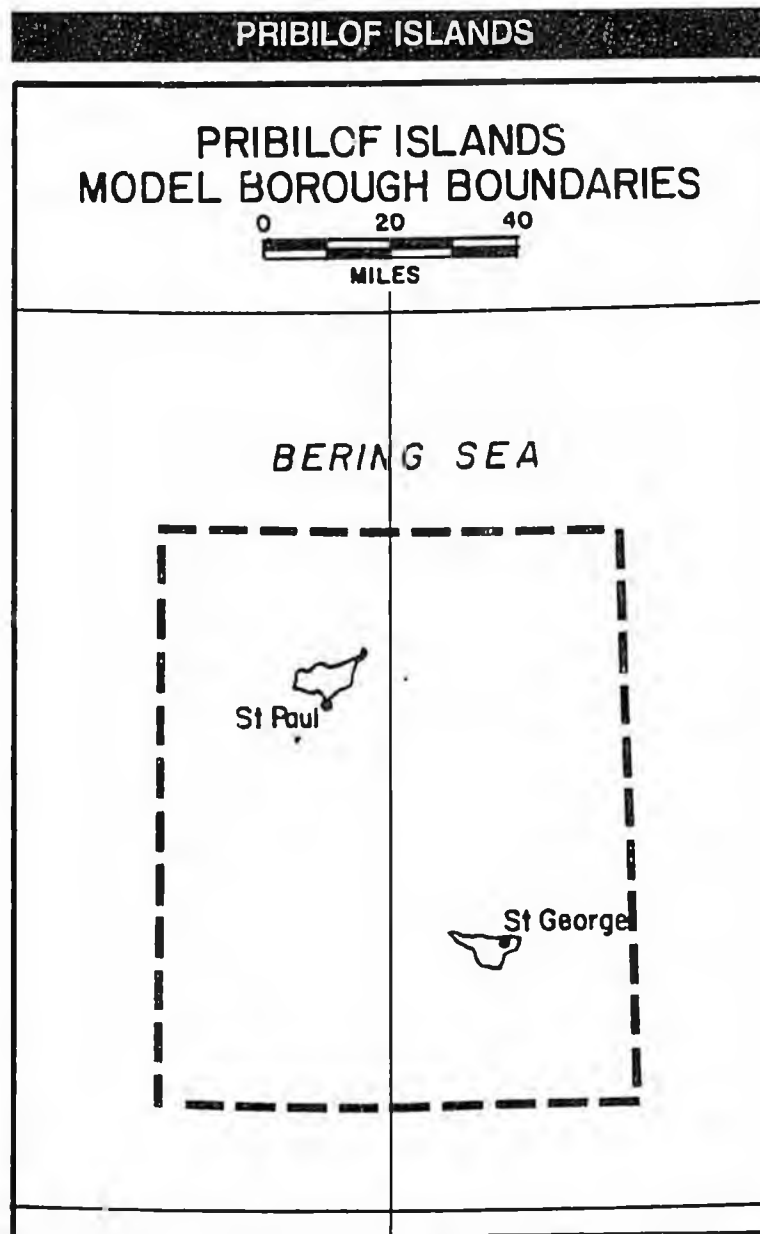 PRIBILOF ISLANDS
PRIBILOF ISLANDS
MODEL BOROUGH BOUNDARIES
0 20 40
MILES
BERING SEA
St Paul
St George